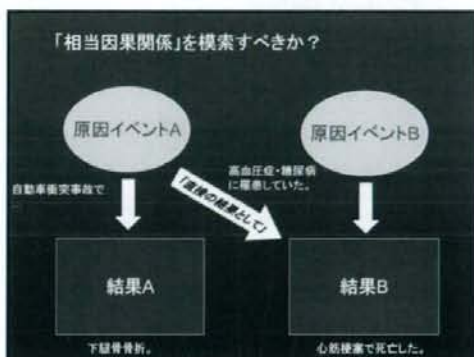 「相当因果関係」を模索すべきか？
原因イベントA
原因イベントB
自動車衝突事故で
高血圧症・糖尿病
に罹患していた。
「直接の結果として」
結果A
結果B
下腿骨骨折。
心筋梗塞で死亡した。